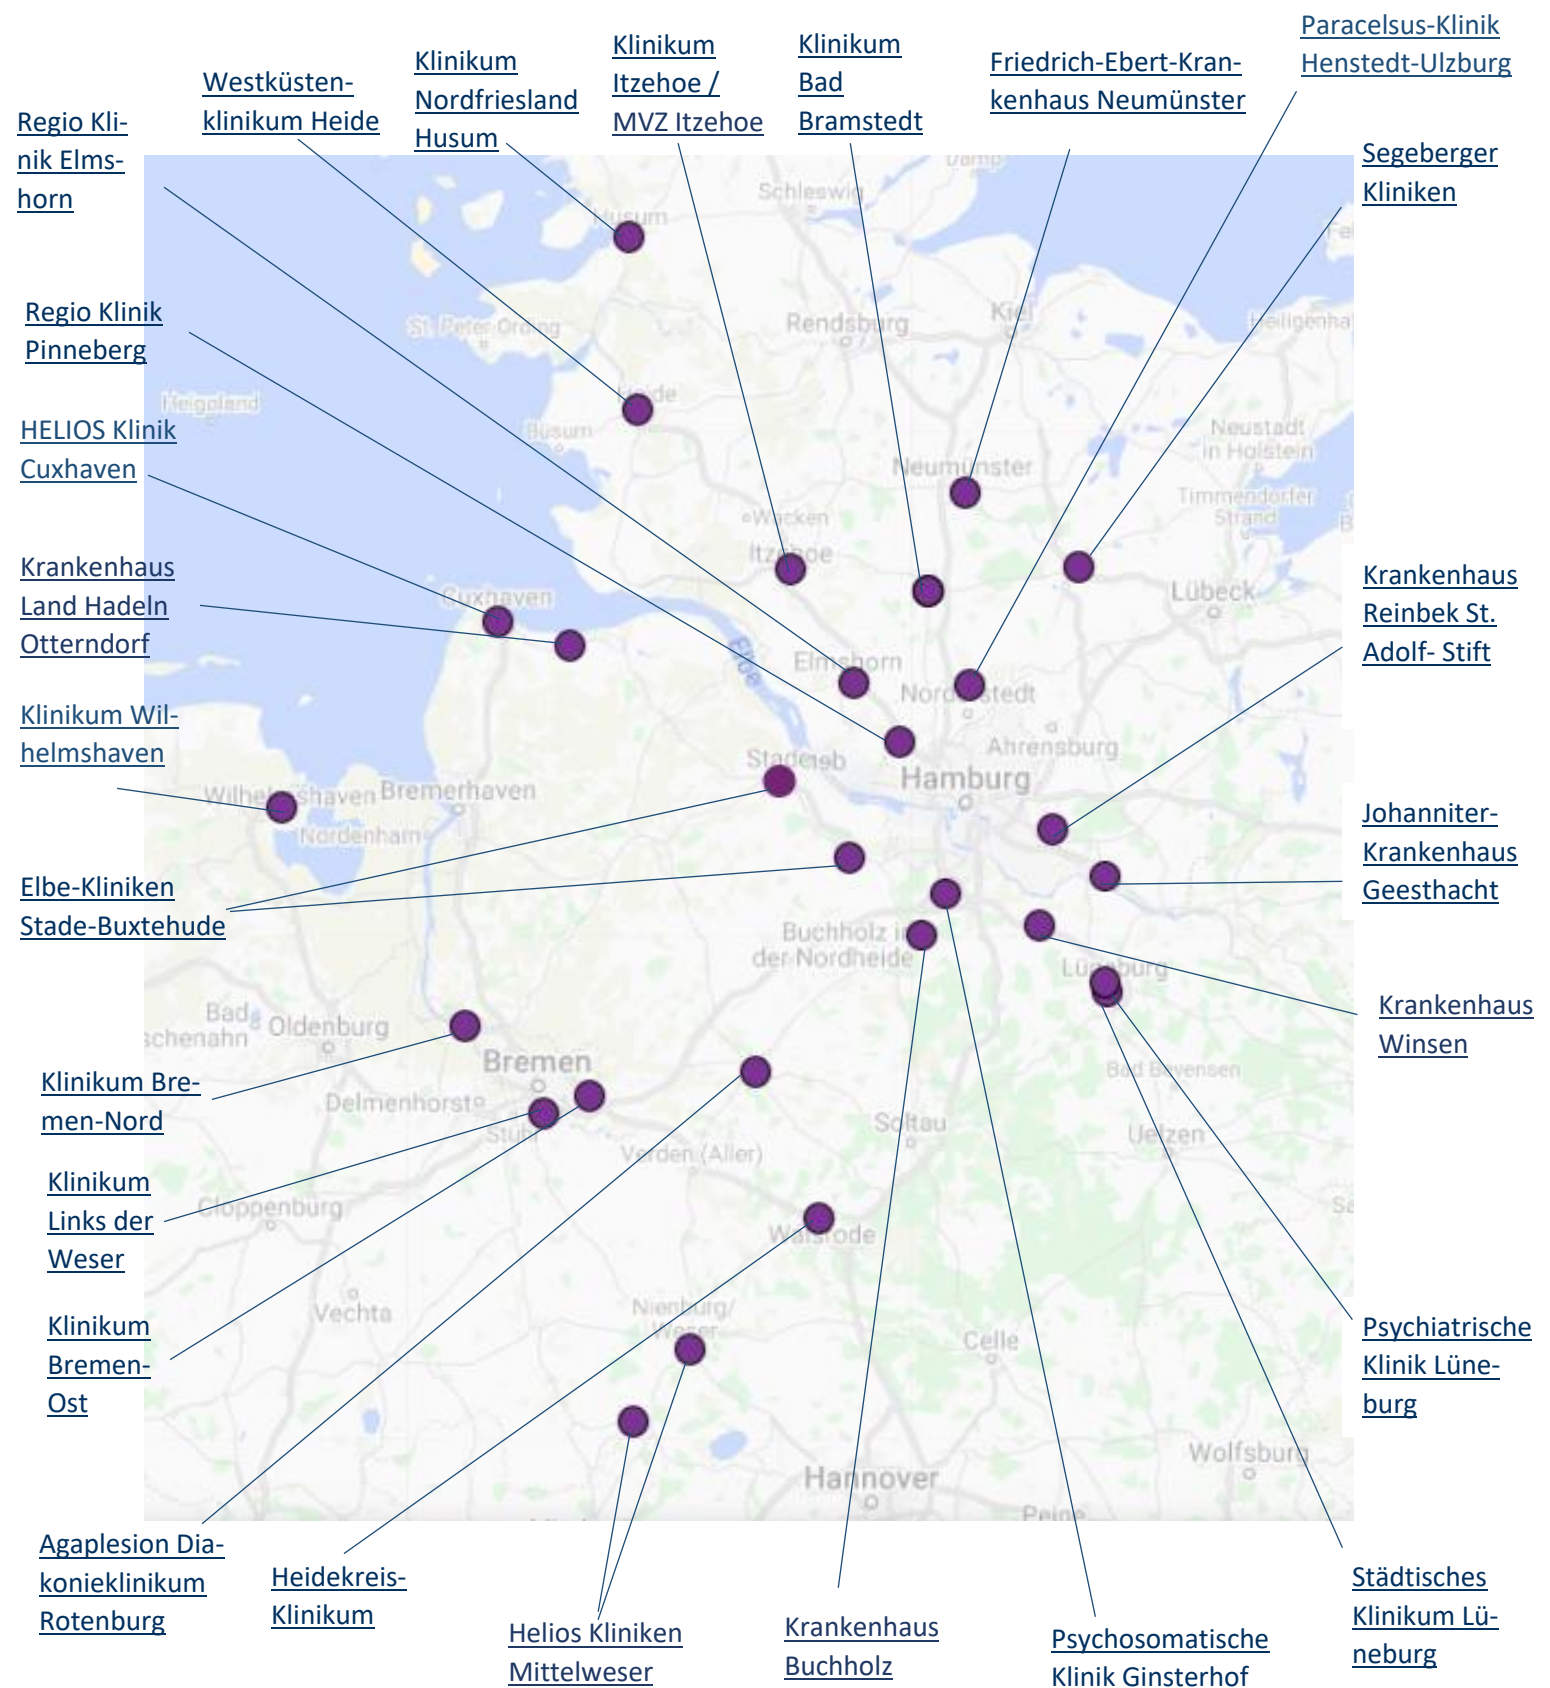 Paracelsus-Klinik
Henstedt-Ulzburg
Klinikum
Itzehoe /
MVZ Itzehoe
Klinikum
Bad
Bramstedt
Friedrich-Ebert-Kran-
kenhaus Neumünster
Klinikum
Nordfriesland
Husum
Westküsten-
klinikum Heide
Regio Kli-
nik Elms-
horn
Segeberger
Kliniken
Regio Klinik
Pinneberg
HELIOS Klinik
Cuxhaven
Krankenhaus
Land Hadeln
Otterndorf
Krankenhaus
Reinbek St.
Adolf- Stift
Klinikum Wil-
helmshaven
Johanniter-
Krankenhaus
Geesthacht
Elbe-Kliniken
Stade-Buxtehude
Krankenhaus
Winsen
Klinikum Bre-
men-Nord
Klinikum
Links der
Weser
Klinikum
Bremen-
Ost
Psychiatrische
Klinik Lüne-
burg
Agaplesion Dia-
konieklinikum
Rotenburg
Heidekreis-
Klinikum
Helios Kliniken
Mittelweser
Krankenhaus
Buchholz
Psychosomatische
Klinik Ginsterhof
Städtisches
Klinikum Lü-
neburg
Damp
Schleswig
Husum
St. Peter-Ording
Rendsburg
Kiel
Heiligenha
Helgoland
Heide
Büsum
Neustadt
in Holstein
Neumünster
Timmendorfer
Strand
Wacken
Itzehoe
Cuxhaven
Lübeck
Elbe
Elmshorn
Norderstedt
Ahrensburg
Stade
Hamburg
Wilhelmshaven
Bremerhaven
Nordenham
Buchholz in
der Nordheide
Lüneburg
Bad
schenahn
Oldenburg
Bremen
Bad Bevensen
Delmenhorst
Stuhr
Soltau
Uelzen
Verden (Aller)
Cloppenburg
Walsrode
Vechta
Nienburg/
Weser
Celle
Wolfsburg
Hannover
Peine